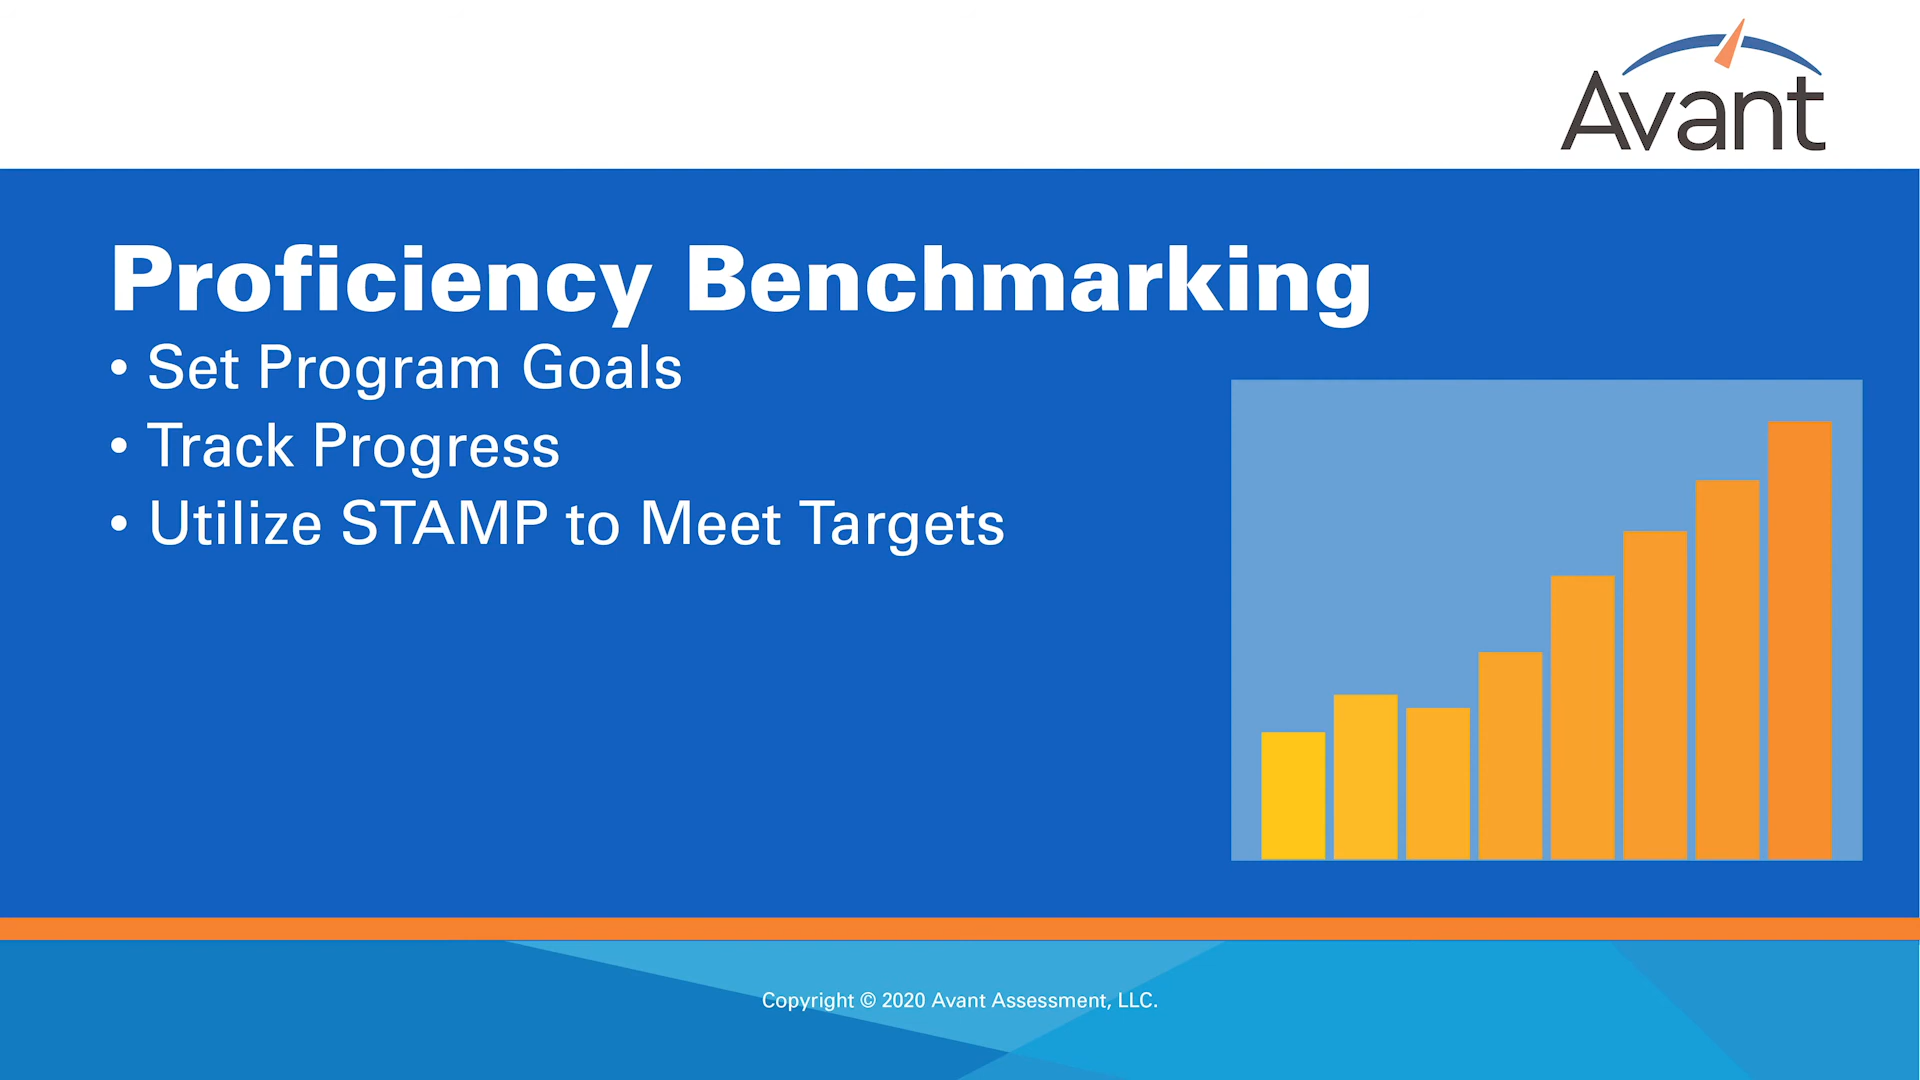 Avant
Proficiency Benchmarking
• Set Program Goals
• Track Progress
• Utilize STAMP to Meet Targets
Copyright © 2020 Avant Assessment, LLC.